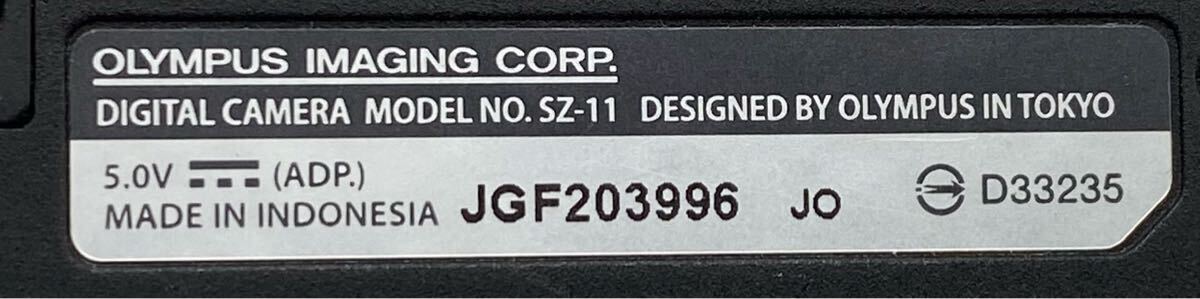 OLYMPUS IMAGING CORP.
DIGITAL CAMERA MODEL NO. SZ-11 DESIGNED BY OLYMPUS IN TOKYO
5.0V ⎓ (ADP.)
MADE IN INDONESIA JGF203996 JO D33235